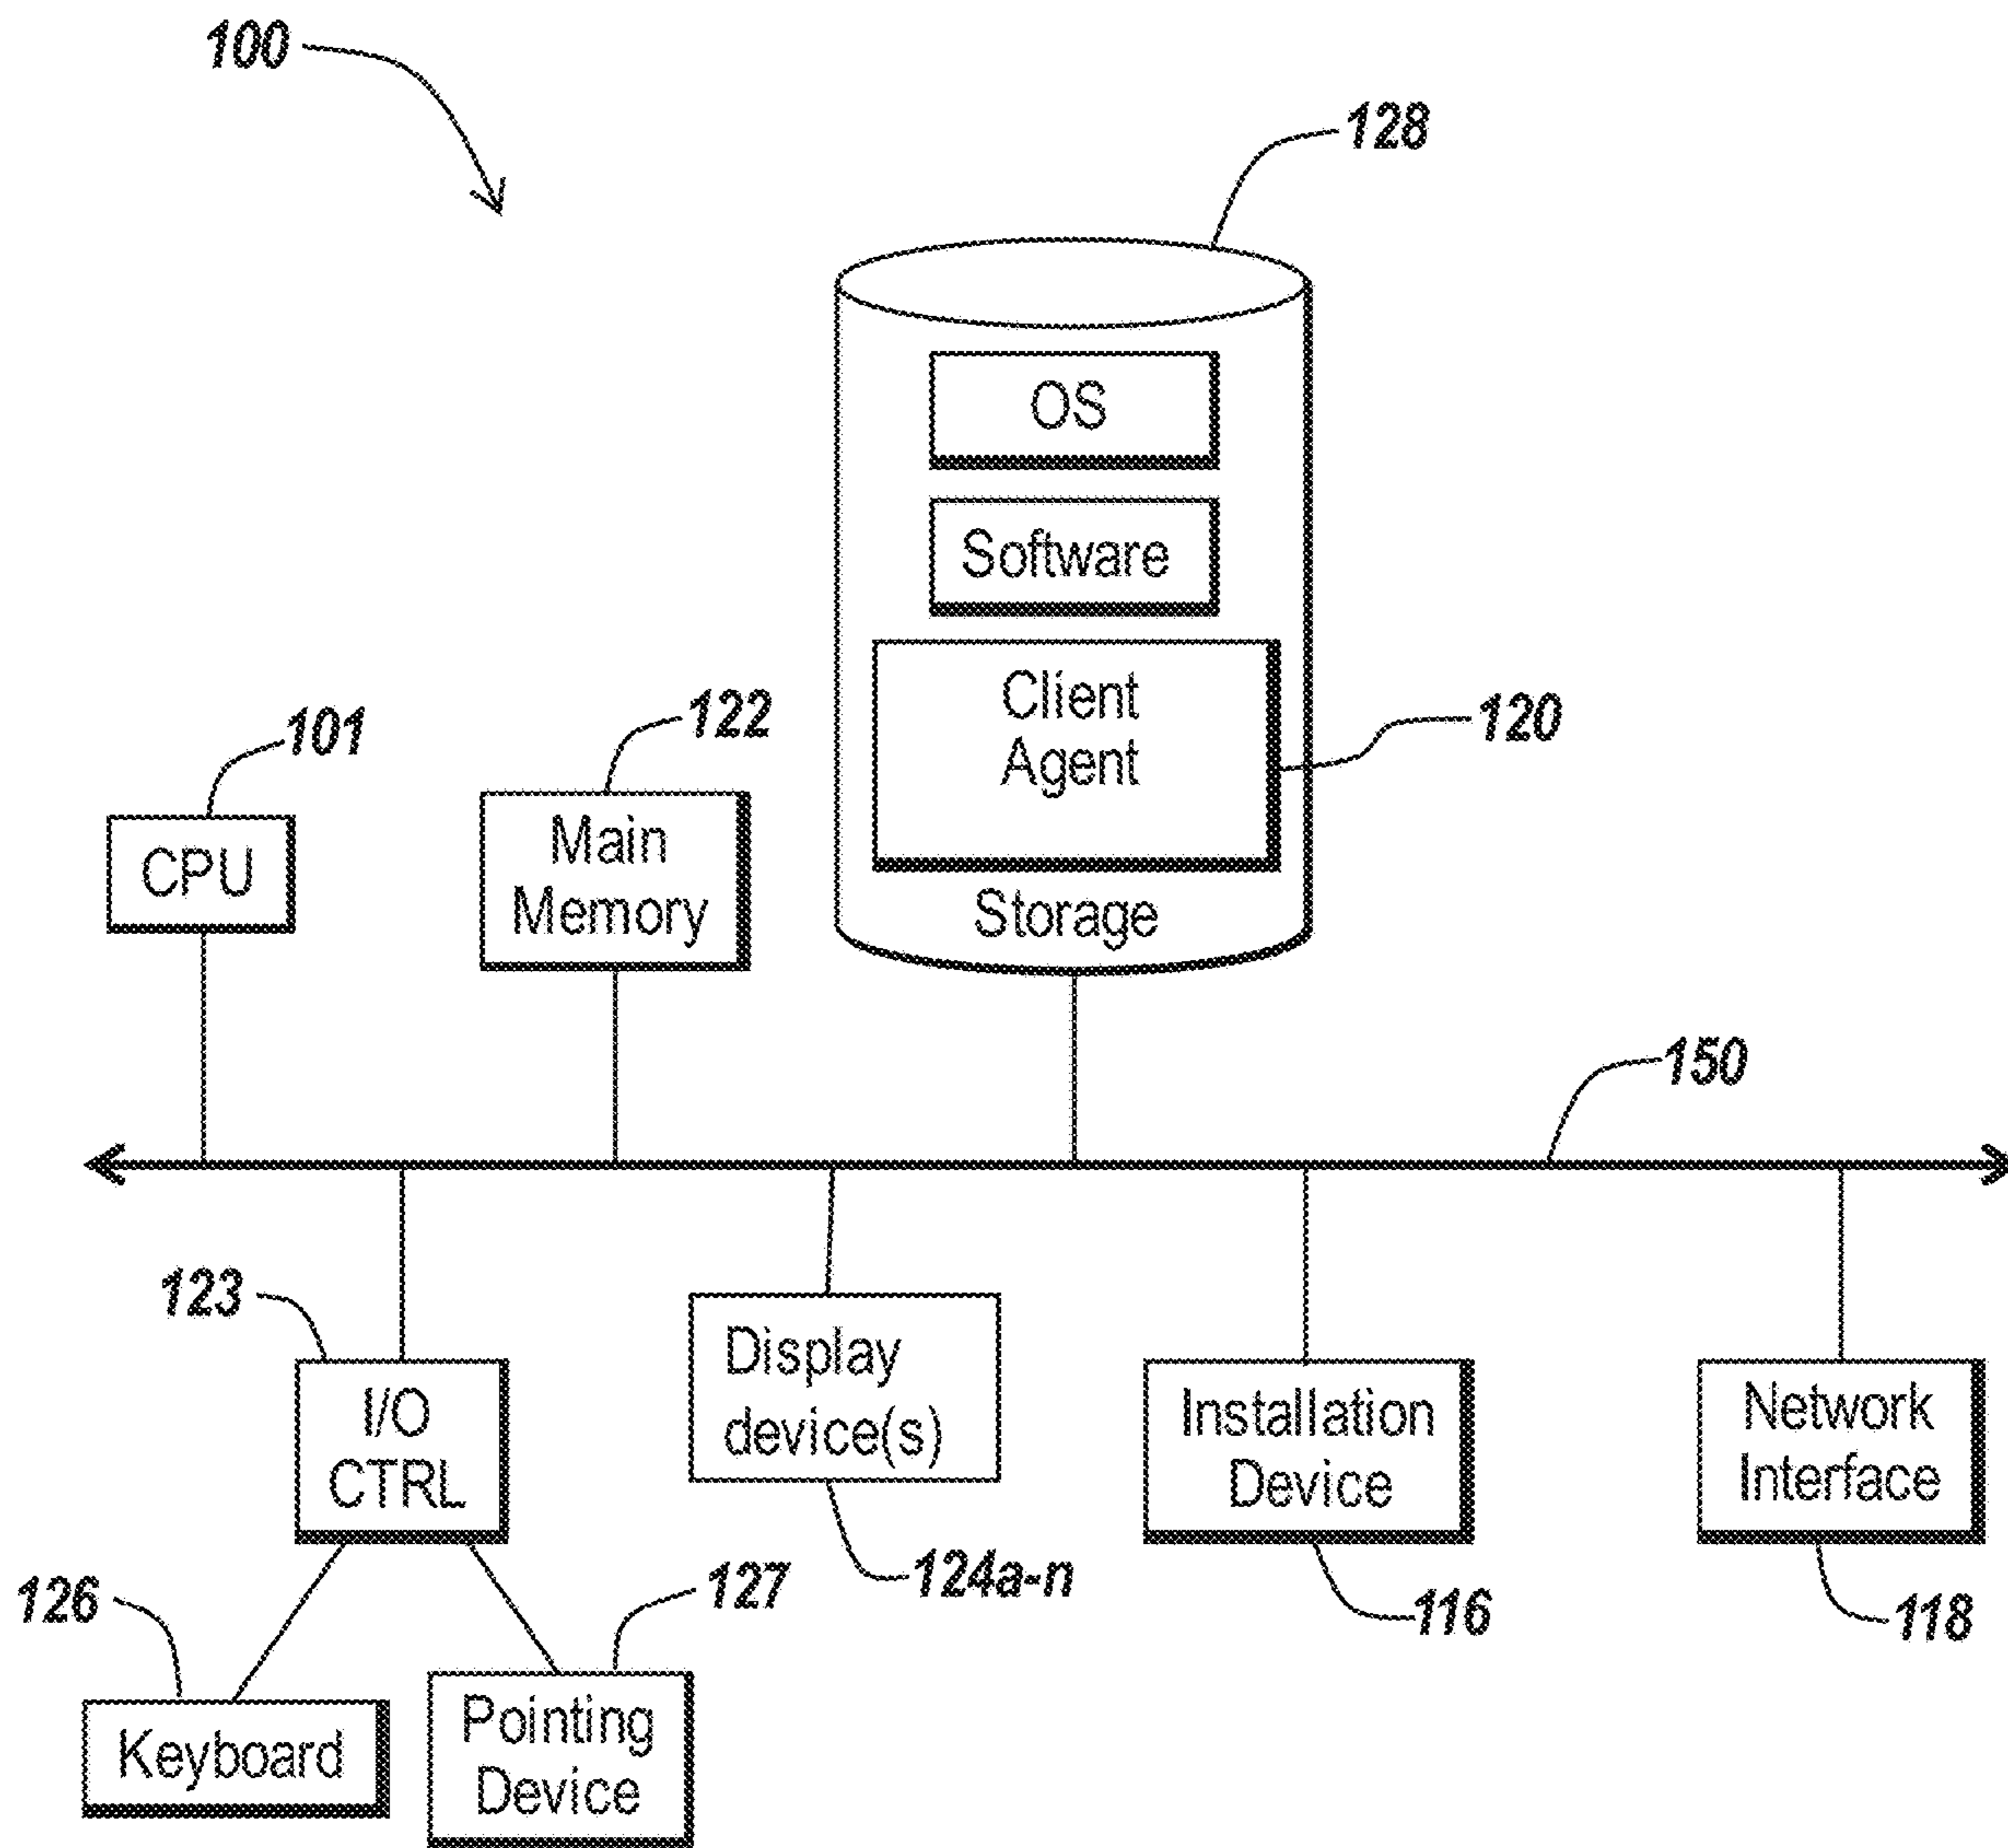 100
128
OS
Software
Client
Agent
120
Storage
101
CPU
122
Main
Memory
150
123
I/O
CTRL
Display
device(s)
124a-n
Installation
Device
116
Network
Interface
118
126
Keyboard
127
Pointing
Device